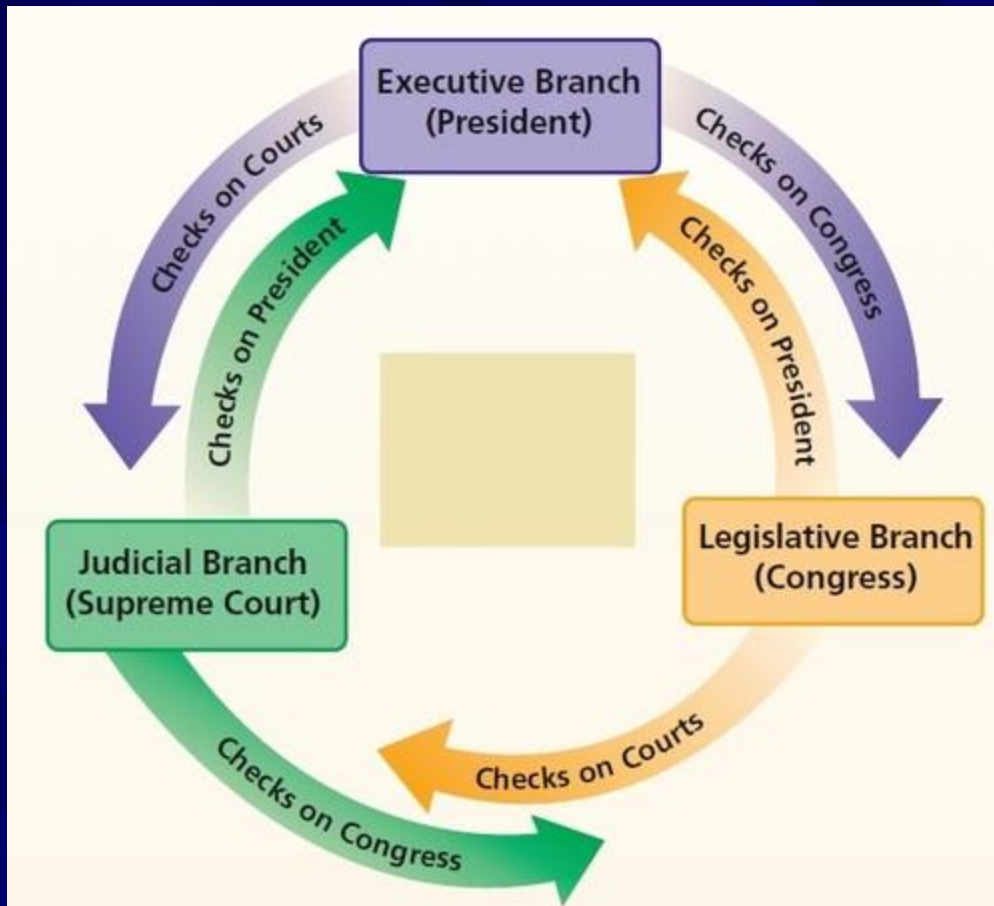 Executive Branch
(President)
Checks on Courts
Checks on President
Checks on President
Checks on Congress
Judicial Branch
(Supreme Court)
Legislative Branch
(Congress)
Checks on Courts
Checks on Congress